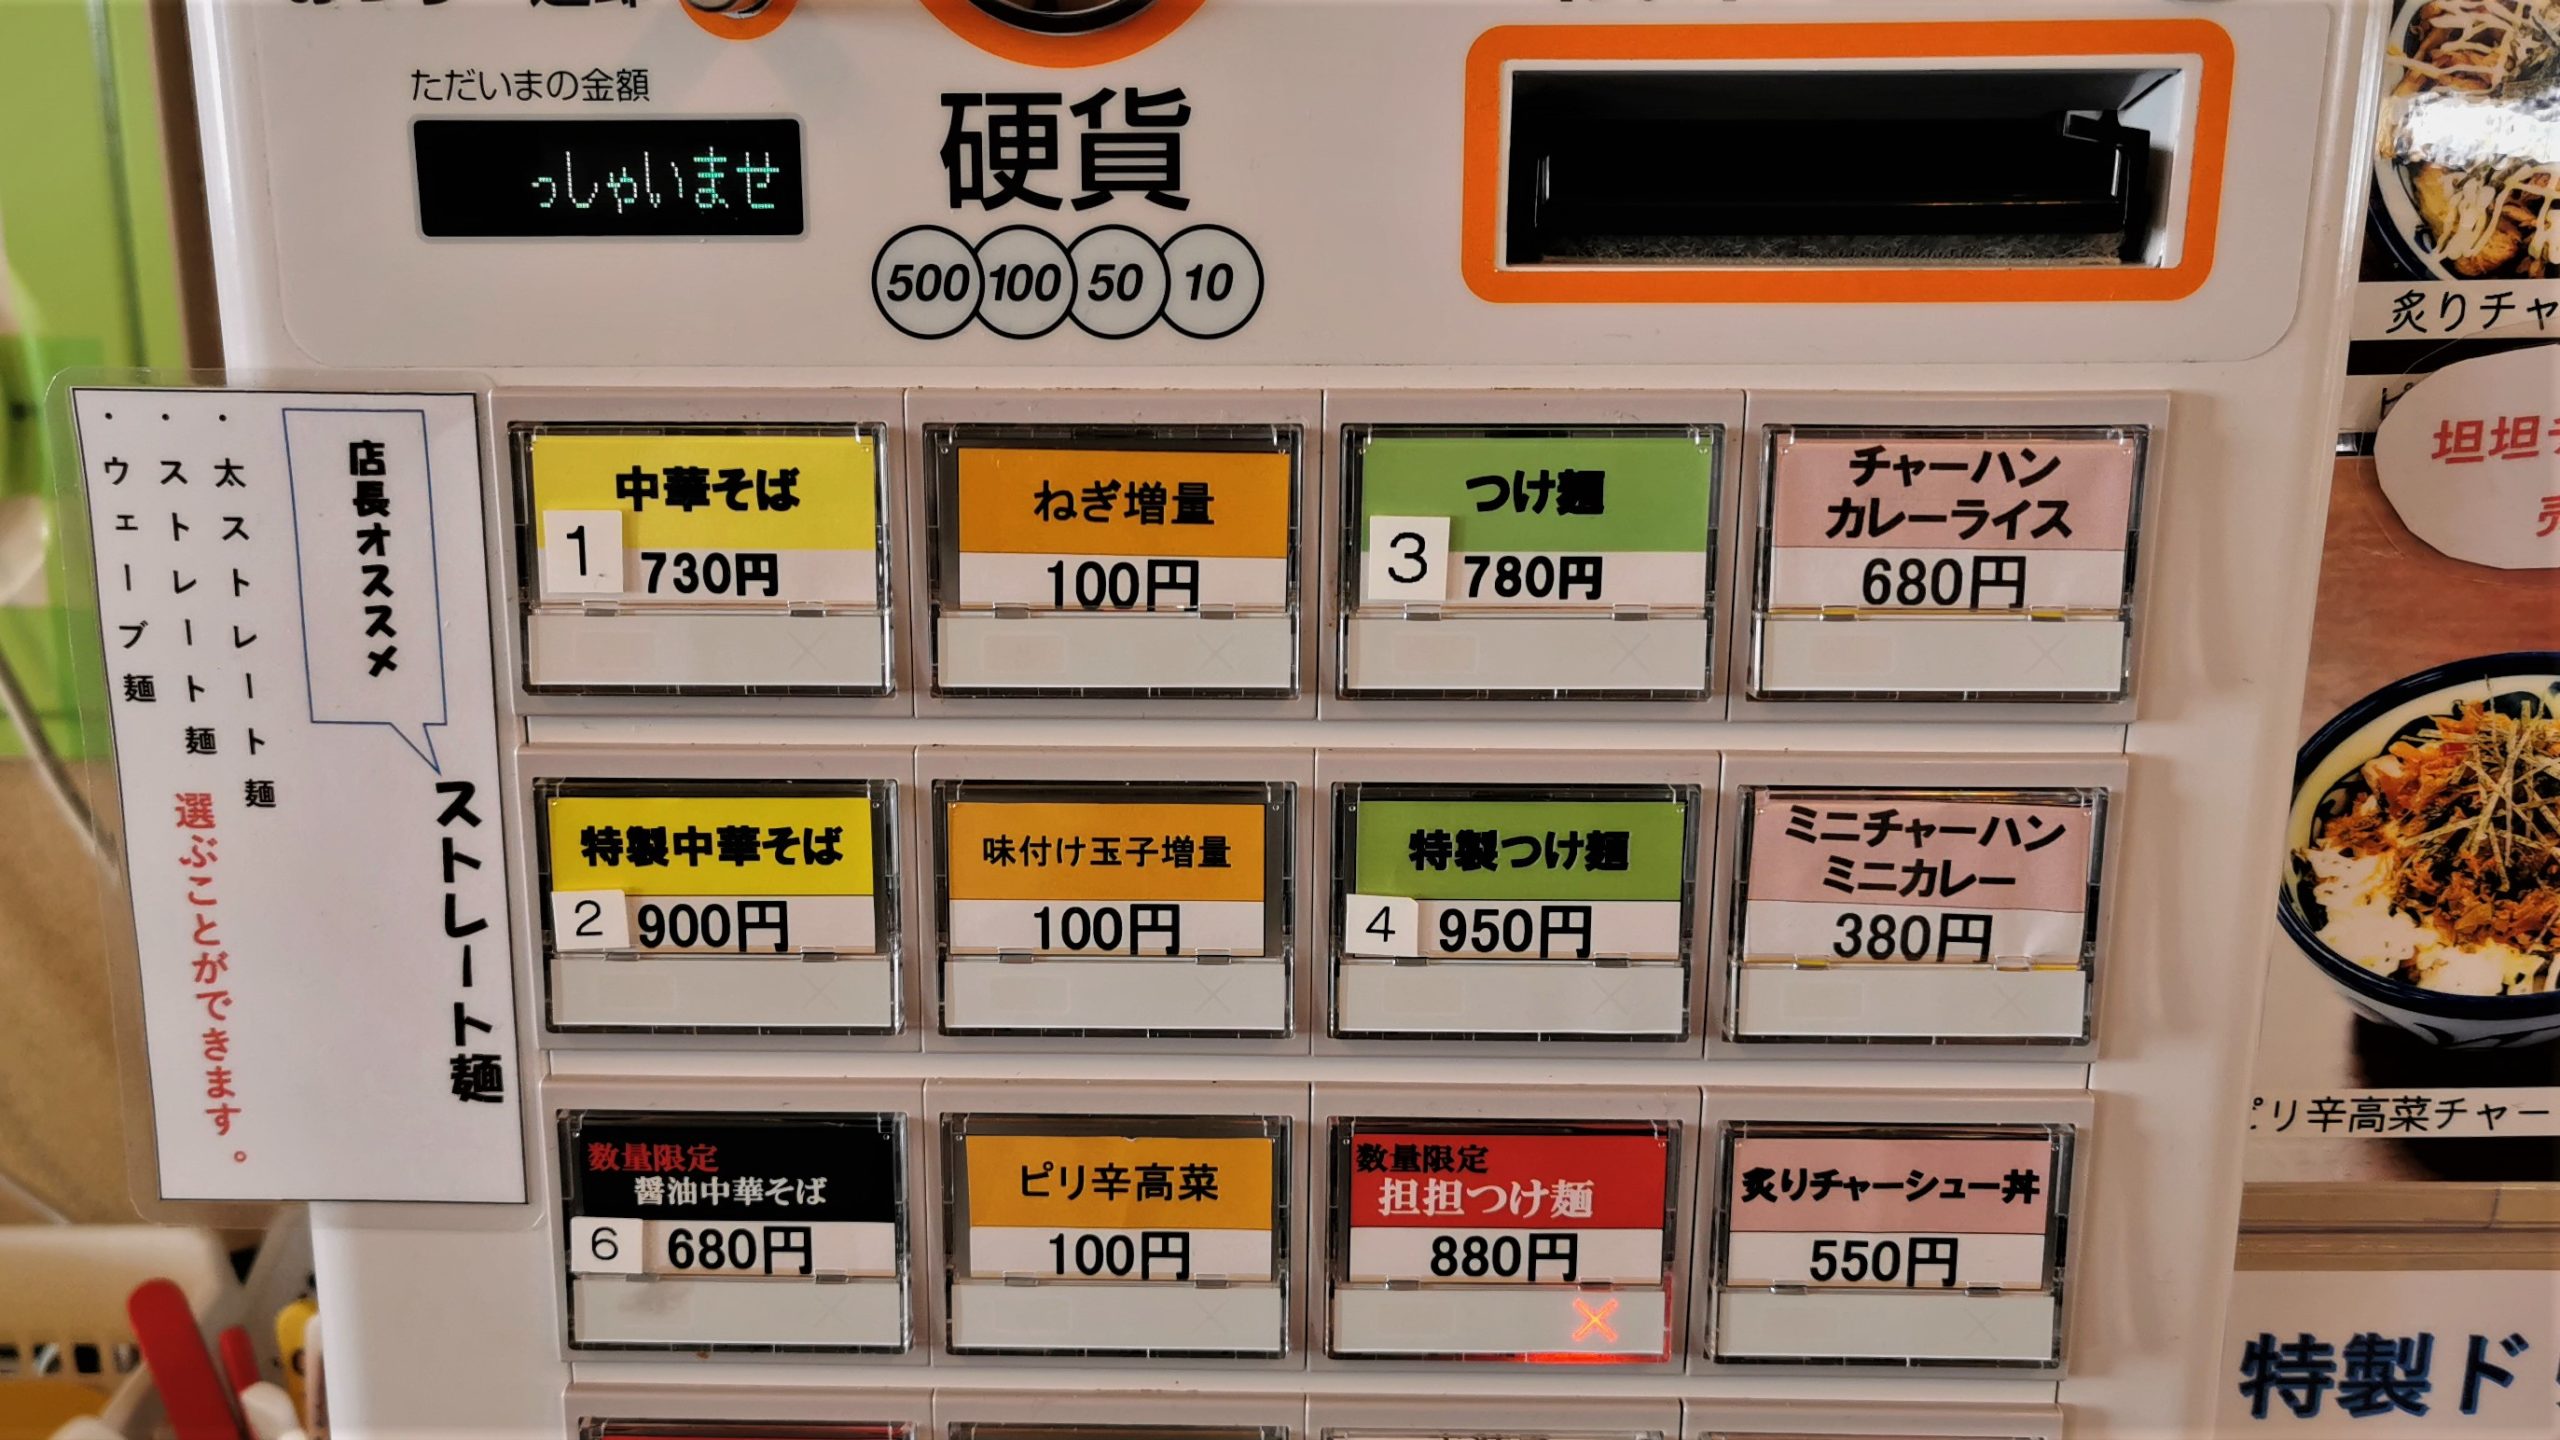 ただいまの金額
っしゃいませ
硬貨
500 100 50 10
店長オススメ
ストレート麺
・太ストレート麺
・ストレート麺
・ウェーブ麺
選ぶことができます。
中華そば
1 730円
ねぎ増量
100円
つけ麺
3 780円
チャーハン
カレーライス
680円
特製中華そば
2 900円
味付け玉子増量
100円
特製つけ麺
4 950円
ミニチャーハン
ミニカレー
380円
数量限定
醤油中華そば
6 680円
ピリ辛高菜
100円
数量限定
担担つけ麺
880円
炙りチャーシュー丼
550円
炙りチャ
坦坦
ピリ辛高菜チャー
特製ド